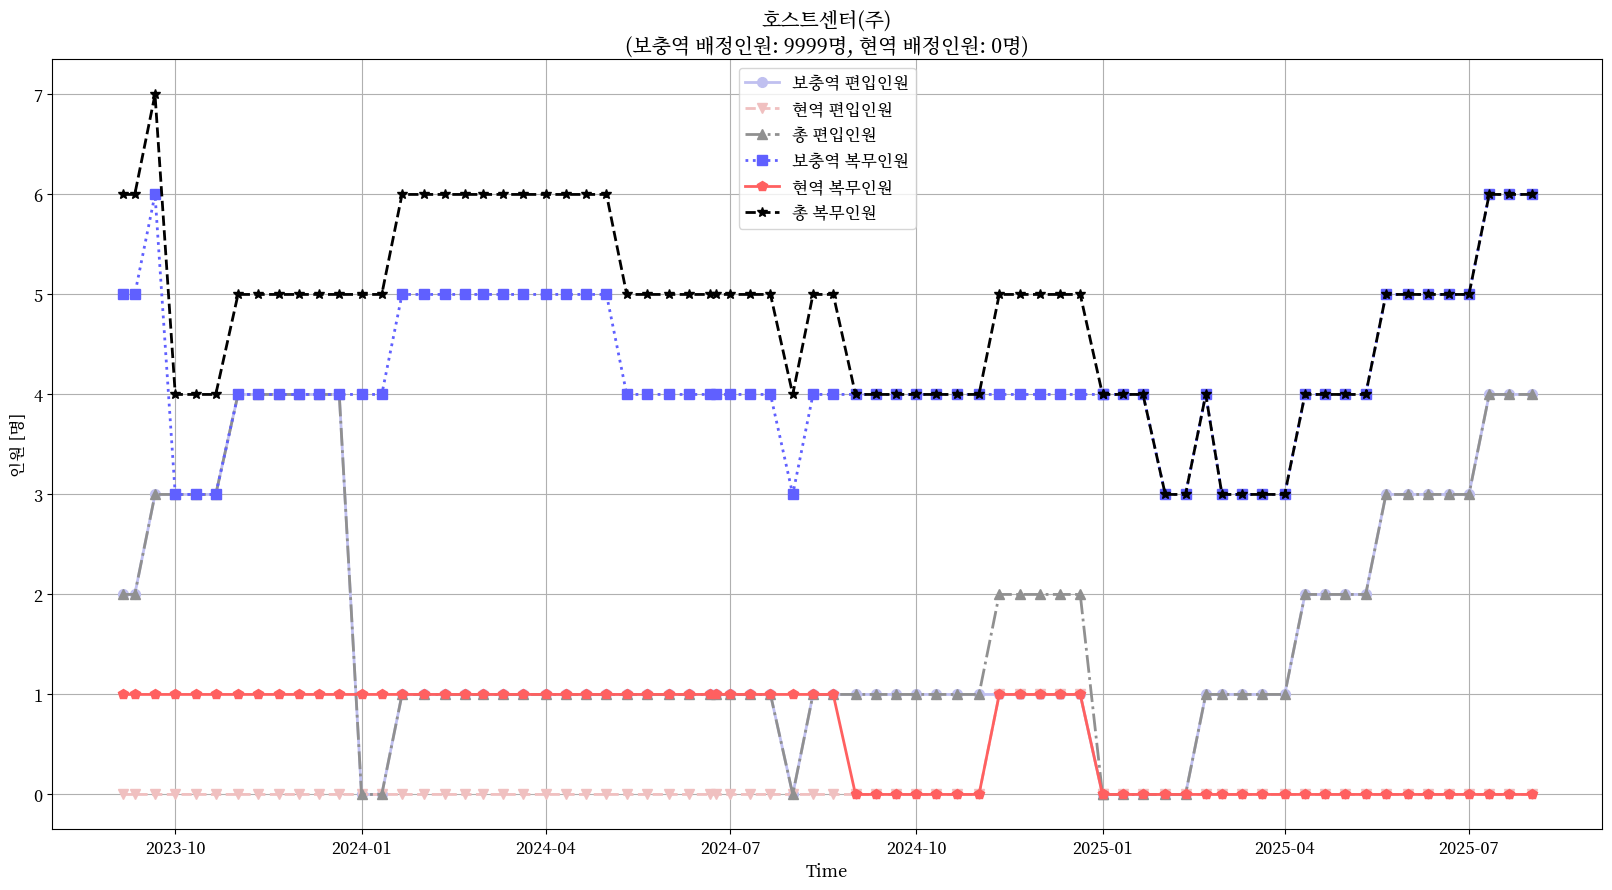 호스트센터(주)
(보충역 배정인원: 9999명, 현역 배정인원: 0명)
보충역 편입인원
현역 편입인원
총 편입인원
보충역 복무인원
현역 복무인원
총 복무인원
인원 [명]
7
6
5
4
3
2
1
0
2023-10
2024-01
2024-04
2024-07
2024-10
2025-01
2025-04
2025-07
Time